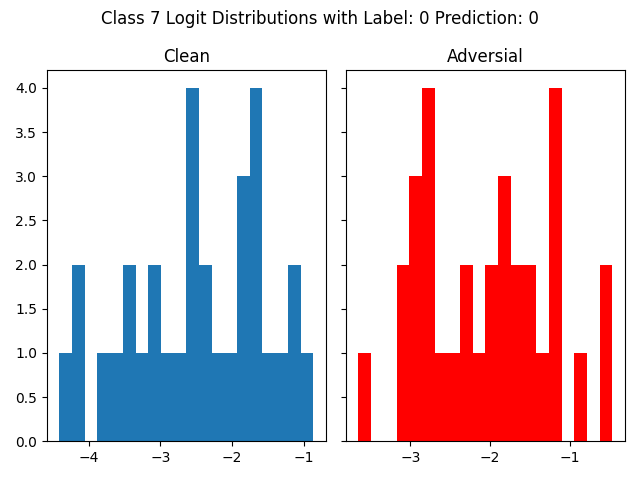 Class 7 Logit Distributions with Label: 0 Prediction: 0
Clean
Adversial
4.0
3.5
3.0
2.5
2.0
1.5
1.0
0.5
0.0
−4 −3 −2 −1
−3 −2 −1